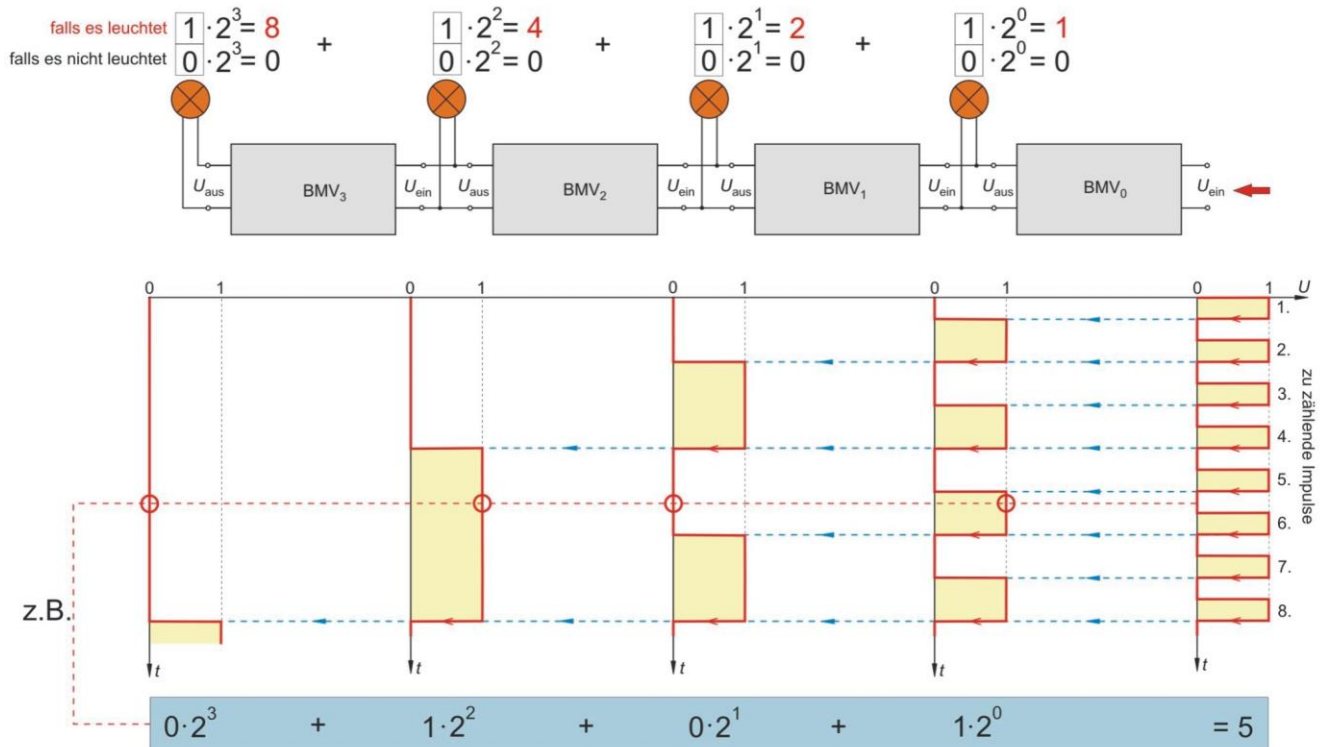 falls es leuchtet 1 · 2³ = 8 + 1 · 2² = 4 + 1 · 2¹ = 2 + 1 · 2⁰ = 1
falls es nicht leuchtet 0 · 2³ = 0 0 · 2² = 0 0 · 2¹ = 0 0 · 2⁰ = 0
U_aus BMV₃ U_ein U_aus BMV₂ U_ein U_aus BMV₁ U_ein U_aus BMV₀ U_ein
0 1 0 1 0 1 0 1 0 1 U
1.
2.
3.
4.
5.
6.
7.
8.
zu zählende Impulse
z.B.
t t t t t
0·2³ + 1·2² + 0·2¹ + 1·2⁰ = 5